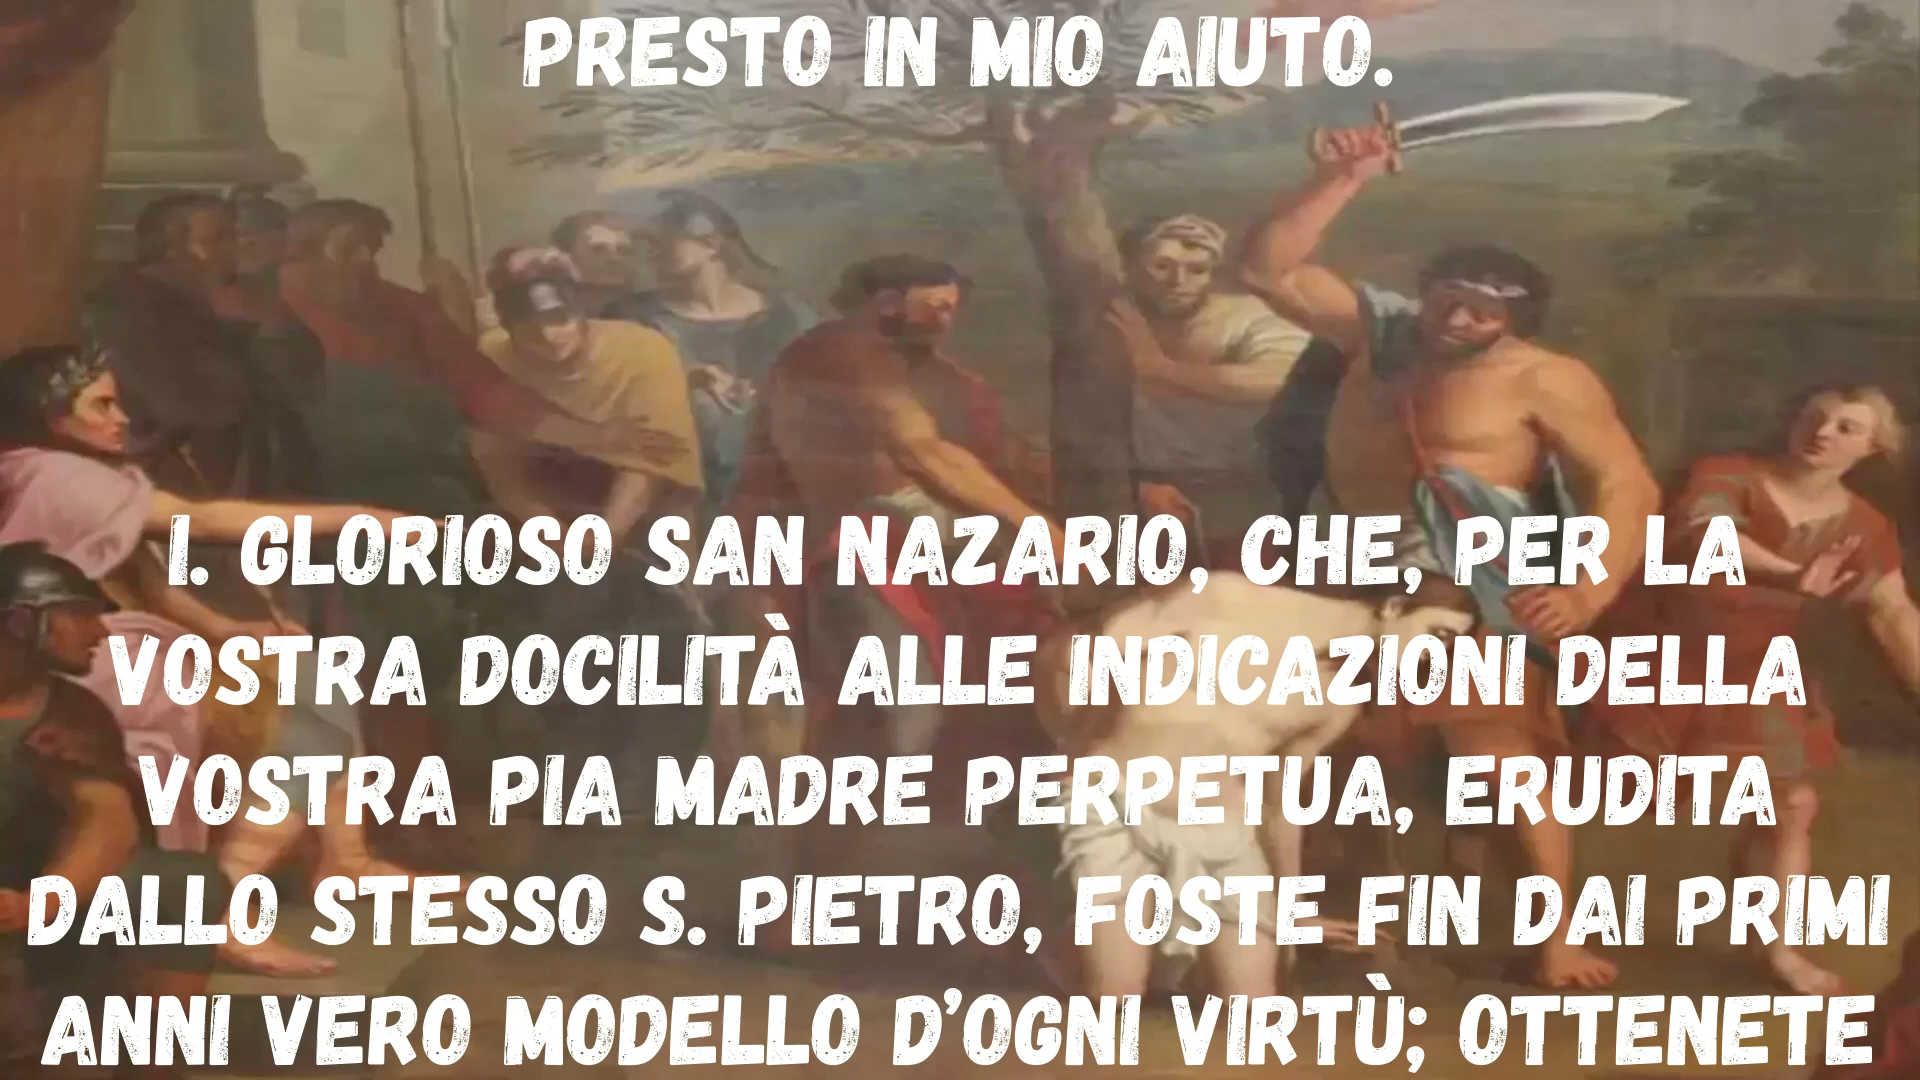 PRESTO IN MIO AIUTO.
I. GLORIOSO SAN NAZARIO, CHE, PER LA
VOSTRA DOCILITÀ ALLE INDICAZIONI DELLA
VOSTRA PIA MADRE PERPETUA, ERUDITA
DALLO STESSO S. PIETRO, FOSTE FIN DAI PRIMI
ANNI VERO MODELLO D’OGNI VIRTÙ; OTTENETE